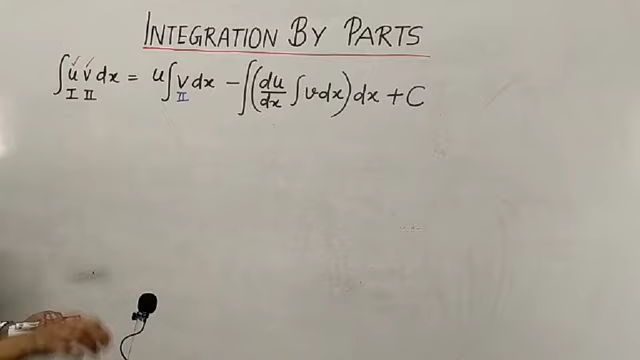 INTEGRATION BY PARTS
∫ u v dx = u ∫ v dx − ∫ ( du/dx ∫ v dx ) dx + C
I II II